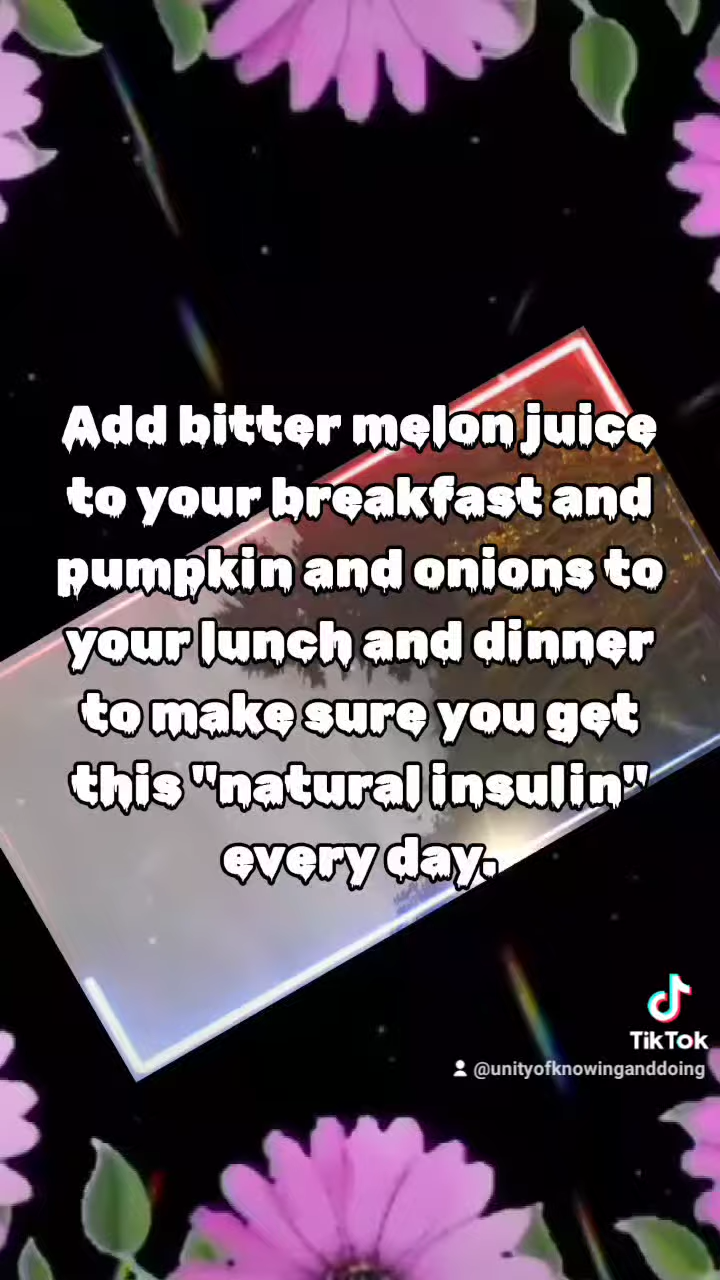 Add bitter melon juice
to your breakfast and
pumpkin and onions to
your lunch and dinner
to make sure you get
this "natural insulin"
every day.
TikTok
@unityofknowinganddoing